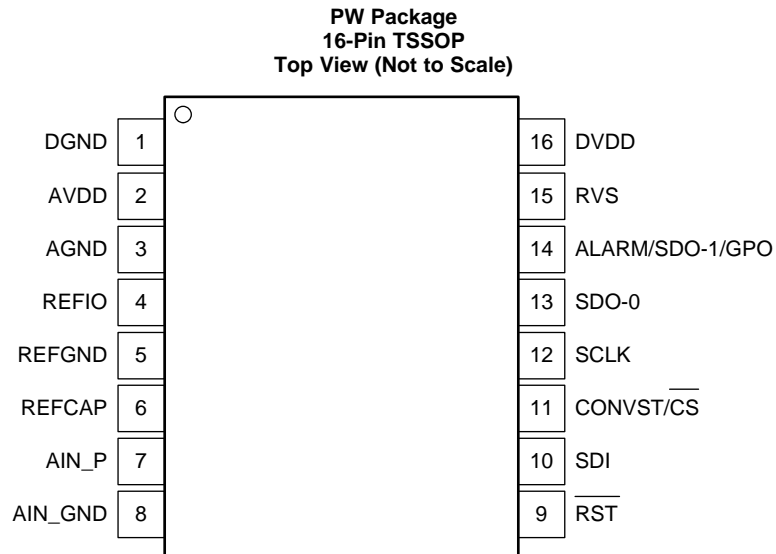 PW Package
16-Pin TSSOP
Top View (Not to Scale)
DGND 1 16 DVDD
AVDD 2 15 RVS
AGND 3 14 ALARM/SDO-1/GPO
REFIO 4 13 SDO-0
REFGND 5 12 SCLK
REFCAP 6 11 CONVST/C̅S̅
AIN_P 7 10 SDI
AIN_GND 8 9 R̅S̅T̅